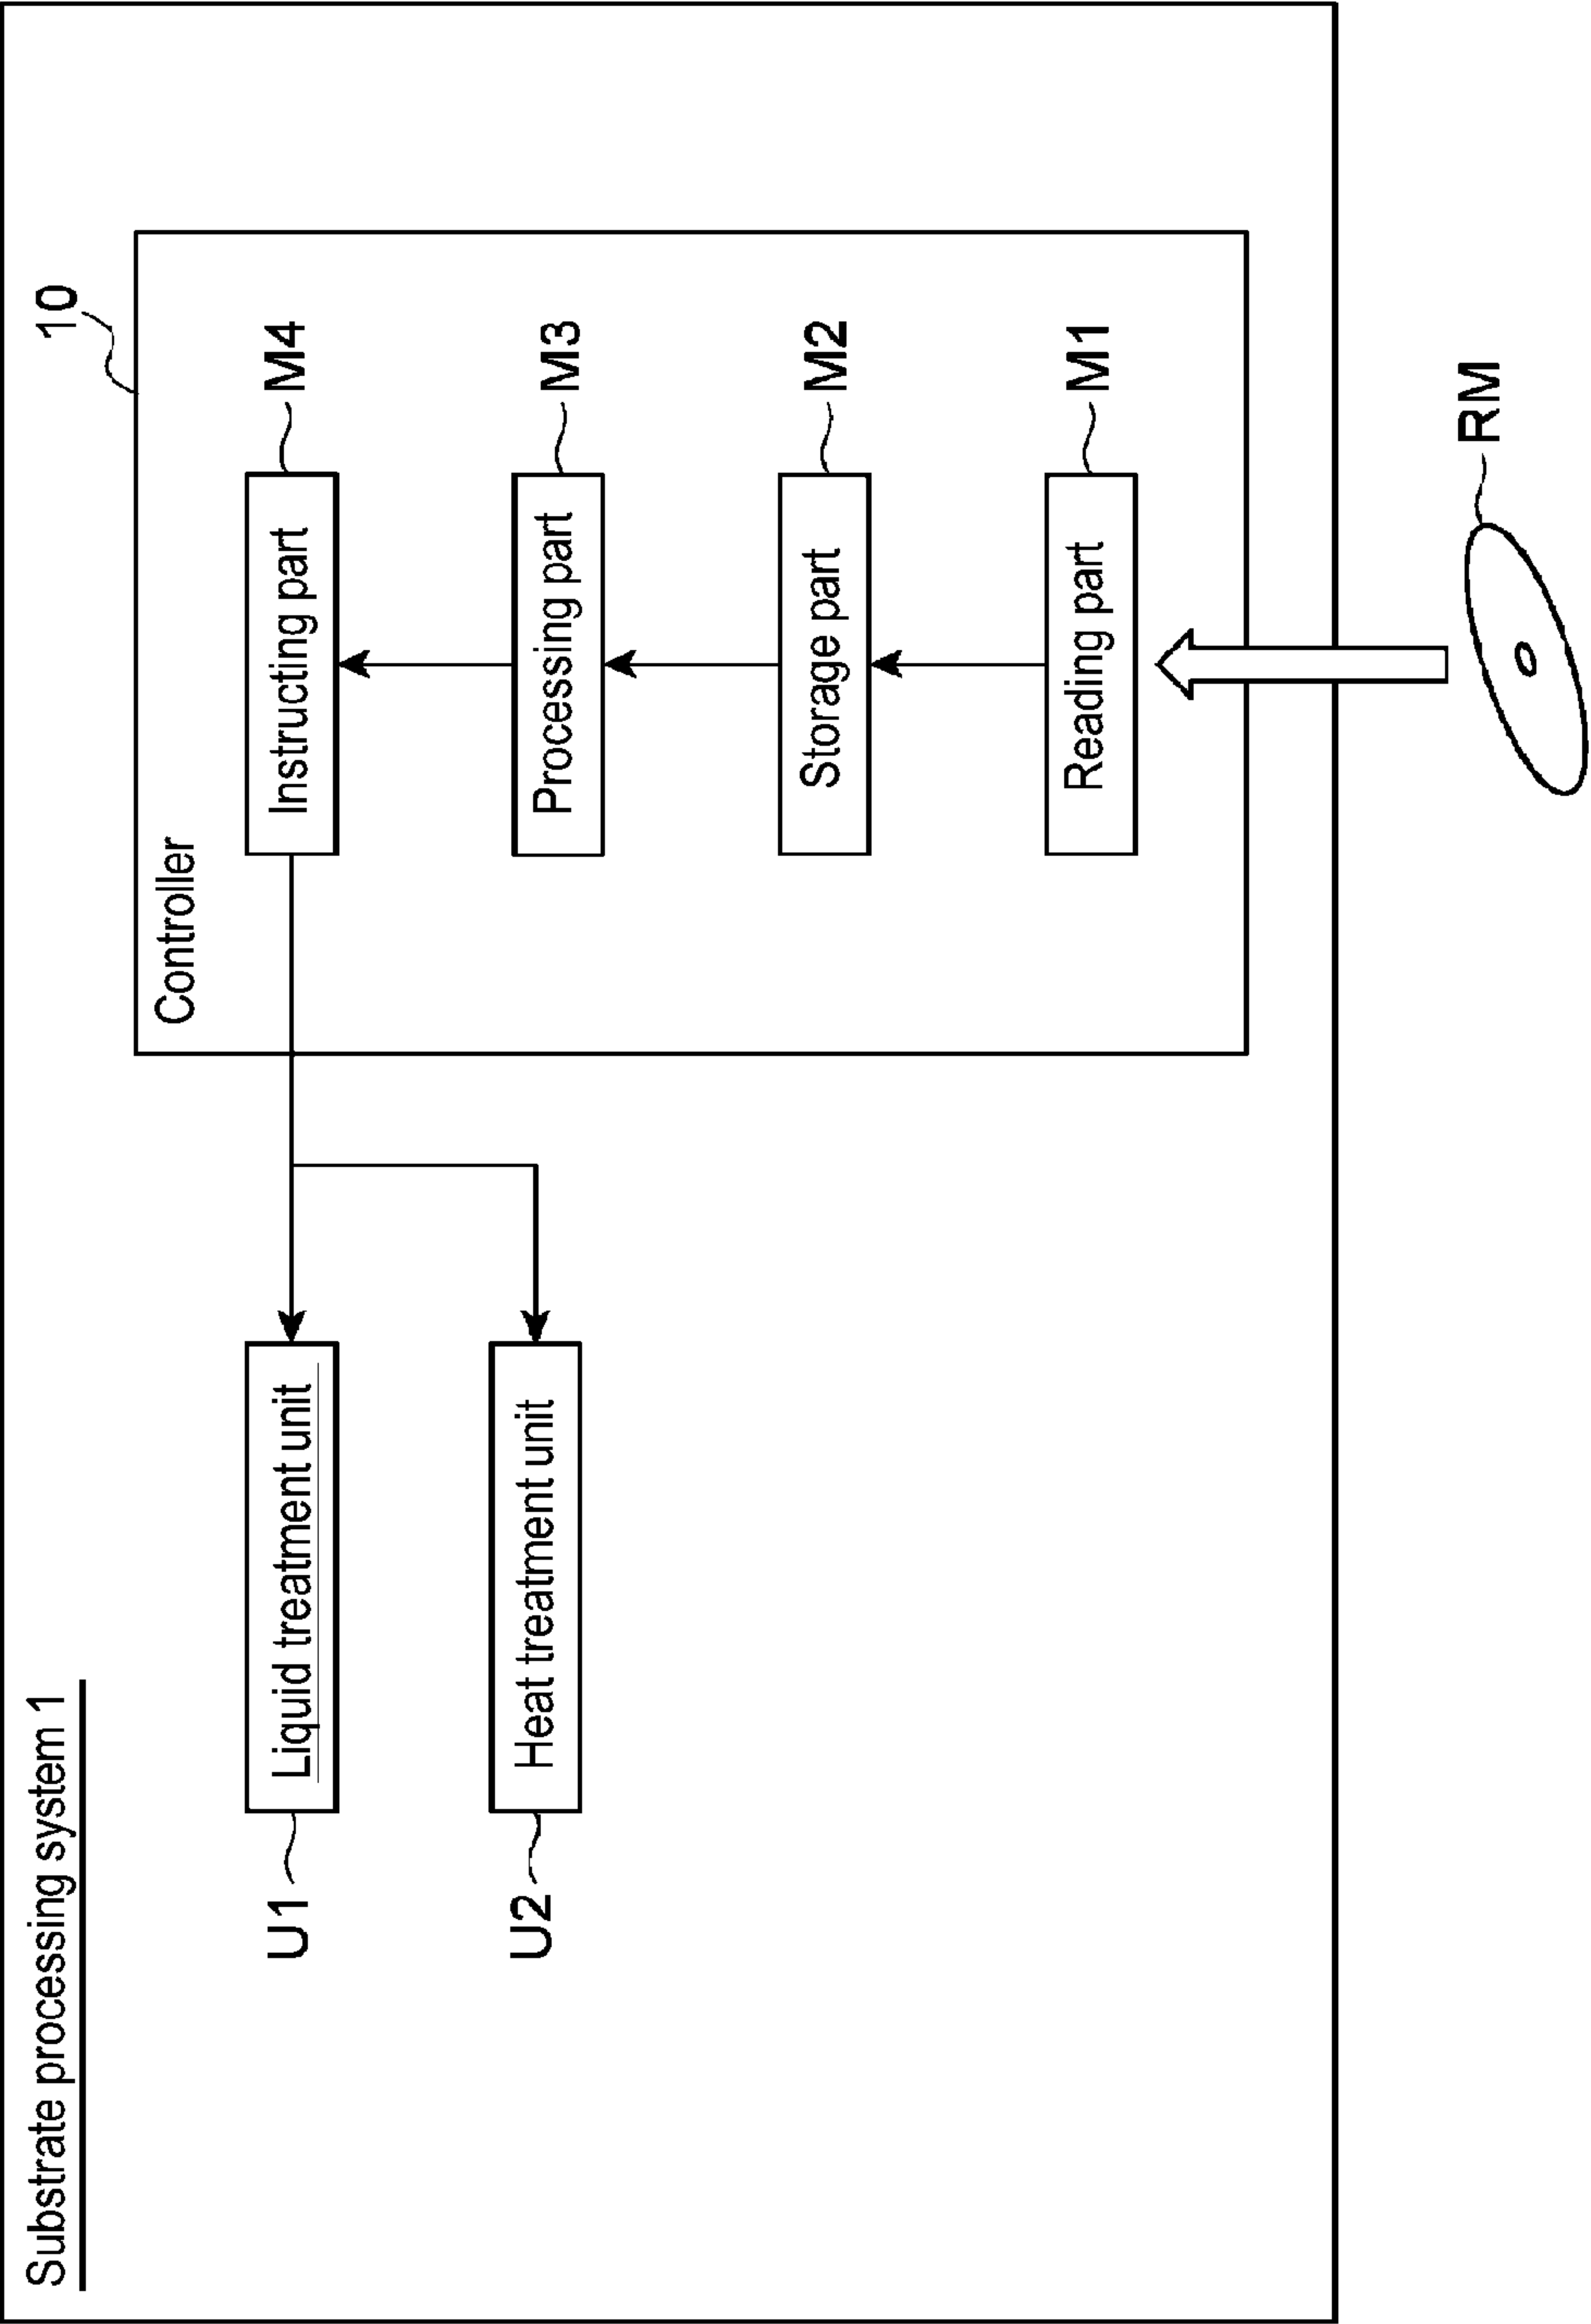 Substrate processing system 1
10
Controller
U1
Liquid treatment unit
Instructing part
M4
U2
Heat treatment unit
Processing part
M3
Storage part
M2
Reading part
M1
RM